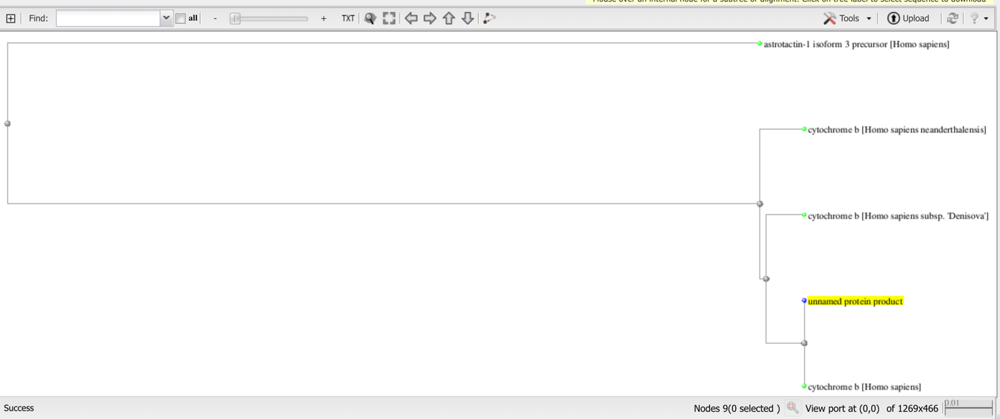 Mouse over an internal node for a subtree or alignment. Click on tree label to select sequence to download
Find: all - + TXT Tools Upload ?
astrotactin-1 isoform 3 precursor [Homo sapiens]
cytochrome b [Homo sapiens neanderthalensis]
cytochrome b [Homo sapiens subsp. 'Denisova']
unnamed protein product
cytochrome b [Homo sapiens]
Success Nodes 9(0 selected ) View port at (0,0) of 1269x466 0.01